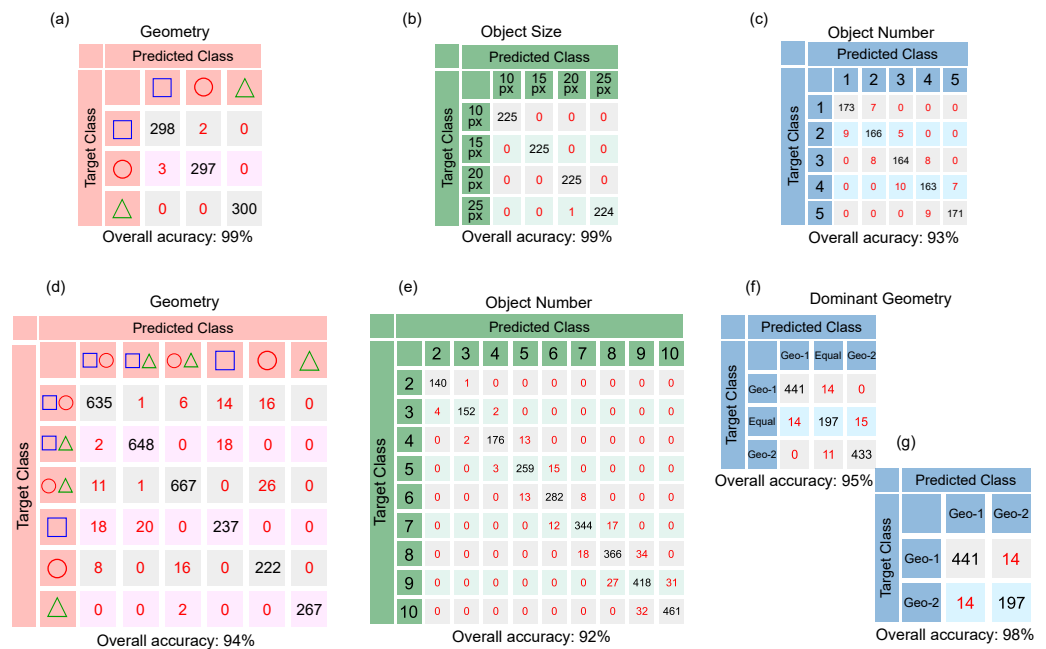 (a)
Geometry
Predicted Class
Target Class
298 2 0
3 297 0
0 0 300
Overall acuracy: 99%
(b)
Object Size
Predicted Class
Target Class
10 px 15 px 20 px 25 px
10 px 225 0 0 0
15 px 0 225 0 0
20 px 0 0 225 0
25 px 0 0 1 224
Overall acuracy: 99%
(c)
Object Number
Predicted Class
Target Class
1 2 3 4 5
1 173 7 0 0 0
2 9 166 5 0 0
3 0 8 164 8 0
4 0 0 10 163 7
5 0 0 0 9 171
Overall acuracy: 93%
(d)
Geometry
Predicted Class
Target Class
635 1 6 14 16 0
2 648 0 18 0 0
11 1 667 0 26 0
18 20 0 237 0 0
8 0 16 0 222 0
0 0 2 0 0 267
Overall accuracy: 94%
(e)
Object Number
Predicted Class
Target Class
2 3 4 5 6 7 8 9 10
2 140 1 0 0 0 0 0 0 0
3 4 152 2 0 0 0 0 0 0
4 0 2 176 13 0 0 0 0 0
5 0 0 3 259 15 0 0 0 0
6 0 0 0 13 282 8 0 0 0
7 0 0 0 0 12 344 17 0 0
8 0 0 0 0 0 18 366 34 0
9 0 0 0 0 0 0 27 418 31
10 0 0 0 0 0 0 0 32 461
Overall accuracy: 92%
(f)
Dominant Geometry
Predicted Class
Target Class
Geo-1 Equal Geo-2
Geo-1 441 14 0
Equal 14 197 15
Geo-2 0 11 433
Overall accuracy: 95%
(g)
Predicted Class
Target Class
Geo-1 Geo-2
Geo-1 441 14
Geo-2 14 197
Overall accuracy: 98%